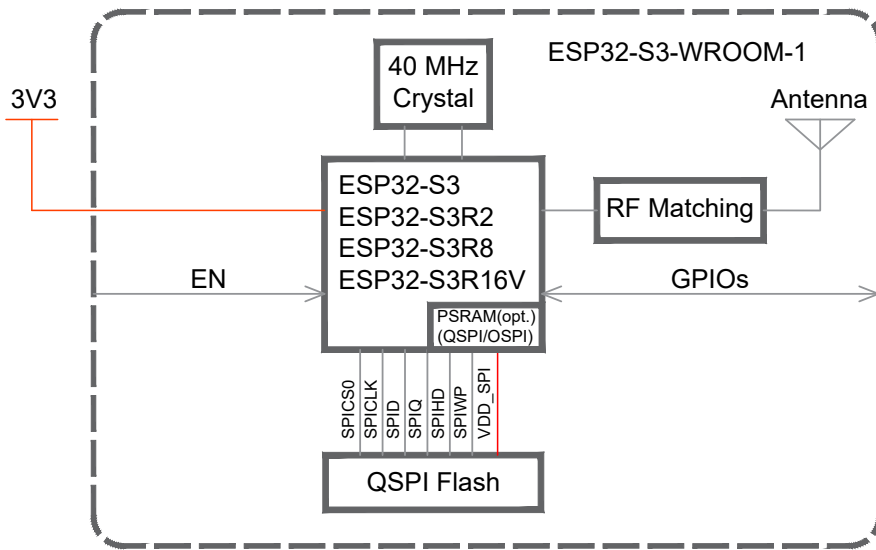 ESP32-S3-WROOM-1
40 MHz
Crystal
3V3
Antenna
ESP32-S3
ESP32-S3R2
ESP32-S3R8
ESP32-S3R16V
RF Matching
EN
GPIOs
PSRAM(opt.)
(QSPI/OSPI)
SPICS0
SPICLK
SPID
SPIQ
SPIHD
SPIWP
VDD_SPI
QSPI Flash